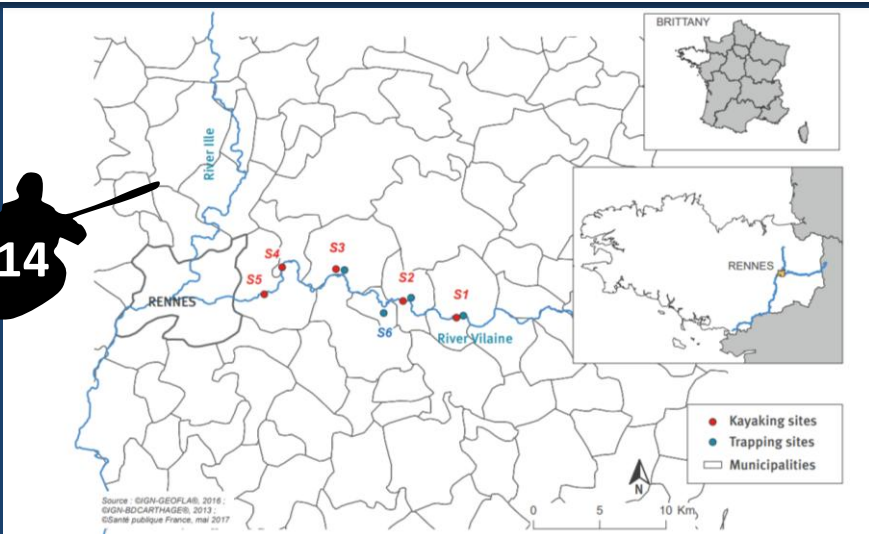 BRITTANY
River Ille
14
S3
S4
S5
RENNES
S2
S1
S6
River Vilaine
RENNES
Kayaking sites
Trapping sites
Municipalities
N
0 5 10 Km
Source : ©IGN-GEOFLA®, 2016 ;
©IGN-BDCARTHAGE®, 2013 ;
©Santé publique France, mai 2017